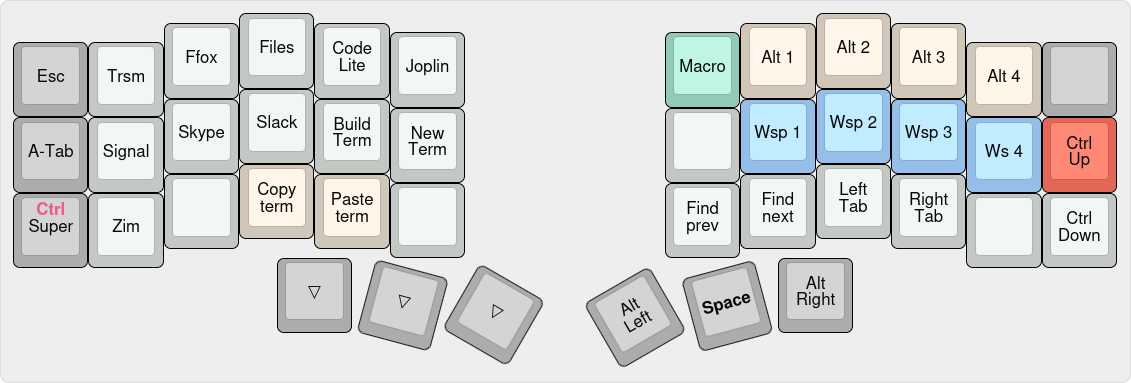 Esc
Trsm
Ffox
Files
Code
Lite
Joplin
Macro
Alt 1
Alt 2
Alt 3
Alt 4
A-Tab
Signal
Skype
Slack
Build
Term
New
Term
Wsp 1
Wsp 2
Wsp 3
Ws 4
Ctrl
Up
Ctrl
Super
Zim
Copy
term
Paste
term
Find
prev
Find
next
Left
Tab
Right
Tab
Ctrl
Down
▽
▽
▷
Alt
Left
Space
Alt
Right